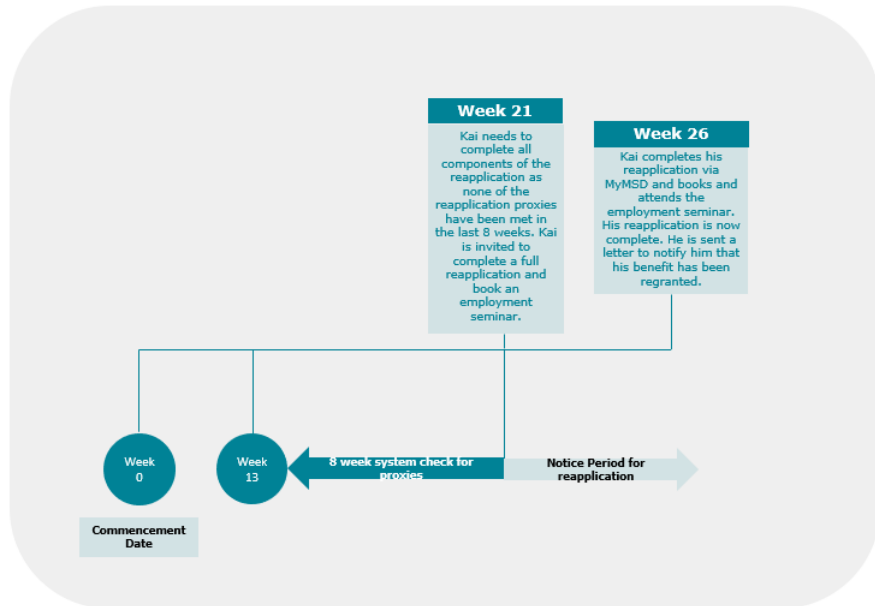 Week 21
Kai needs to
complete all
components of the
reapplication as
none of the
reapplication proxies
have been met in
the last 8 weeks. Kai
is invited to
complete a full
reapplication and
book an
employment
seminar.
Week 26
Kai completes his
reapplication via
MyMSD and books and
attends the
employment seminar.
His reapplication is now
complete. He is sent a
letter to notify him that
his benefit has been
regranted.
Week
0
Week
13
8 week system check for
proxies
Notice Period for
reapplication
Commencement
Date